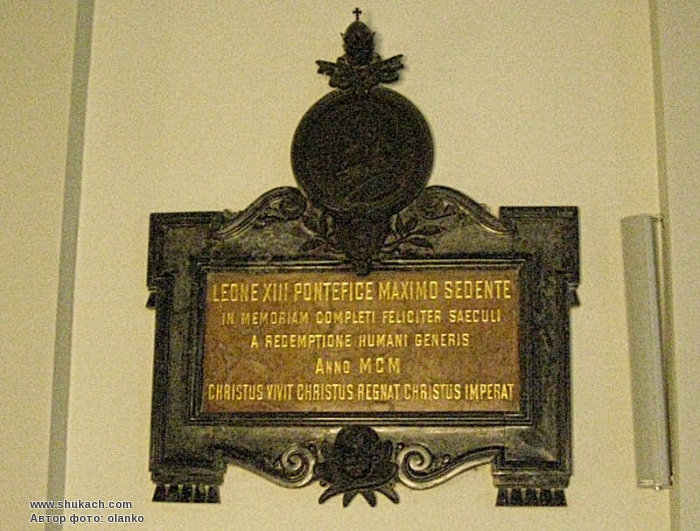 LEONE XIII PONTEFICE MAXIMO SEDENTE
IN MEMORIAM COMPLETI FELICITER SAECULI
A REDEMPTIONE HUMANI GENERIS
ANNO MCM
CHRISTUS VIVIT CHRISTUS REGNAT CHRISTUS IMPERAT
www.shukach.com
Автор фото: olanko